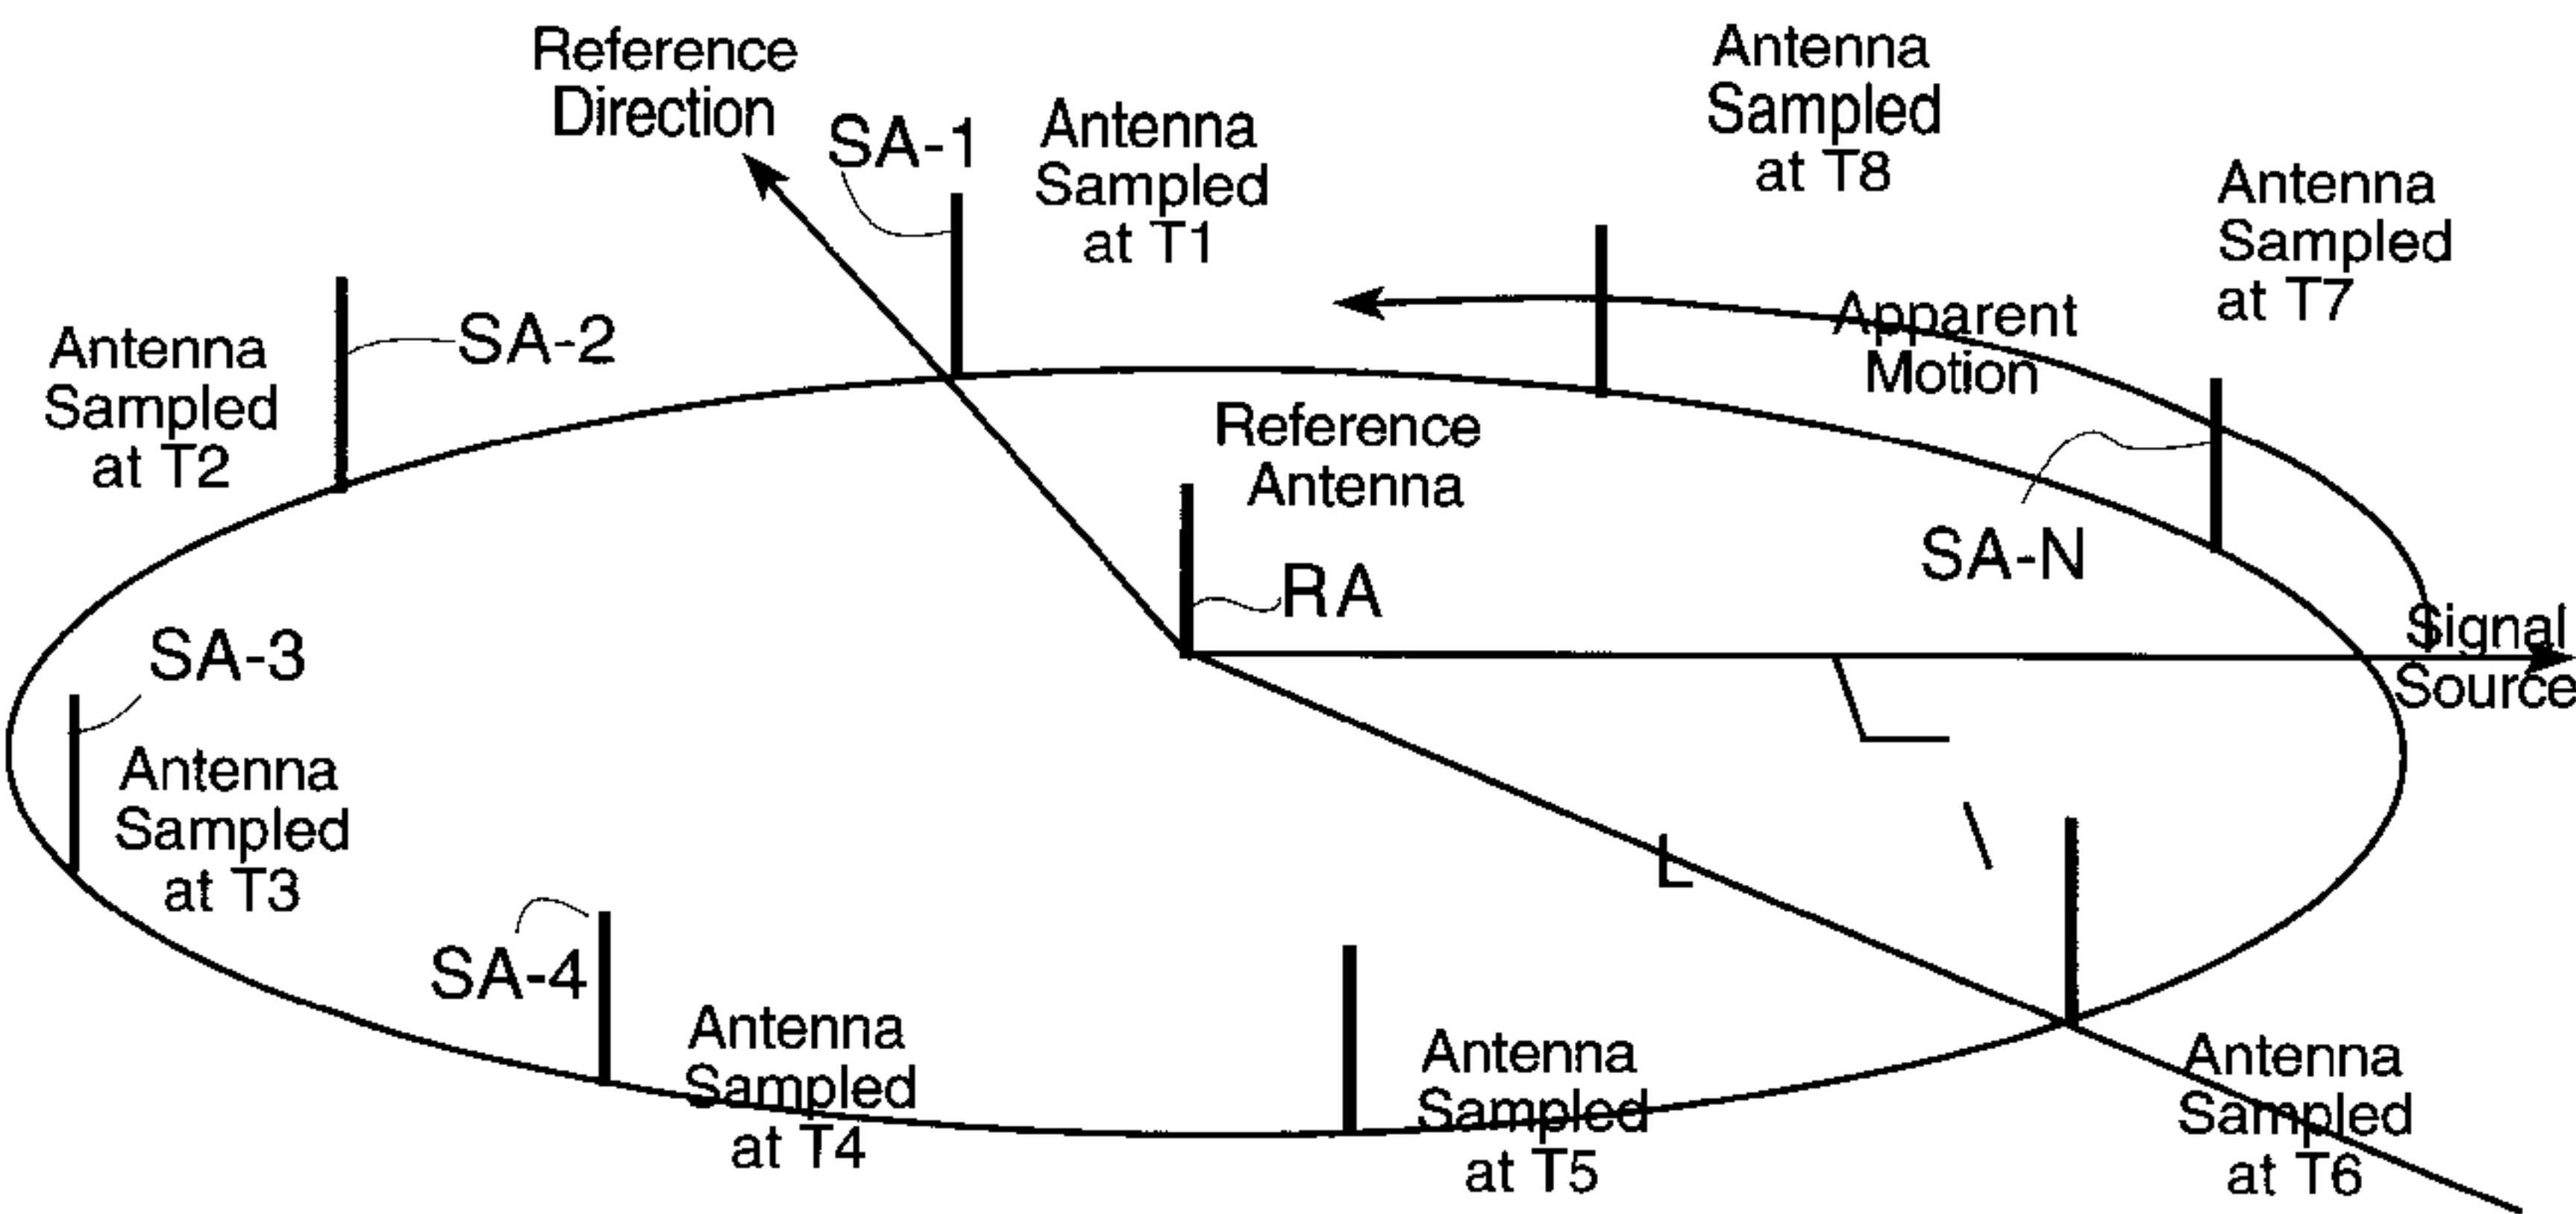 Reference
Direction
SA-1
Antenna
Sampled
at T1
Antenna
Sampled
at T8
Antenna
Sampled
at T7
Apparent
Motion
SA-2
Antenna
Sampled
at T2
Reference
Antenna
RA
SA-N
Signal
Source
SA-3
Antenna
Sampled
at T3
L
SA-4
Antenna
Sampled
at T4
Antenna
Sampled
at T5
Antenna
Sampled
at T6